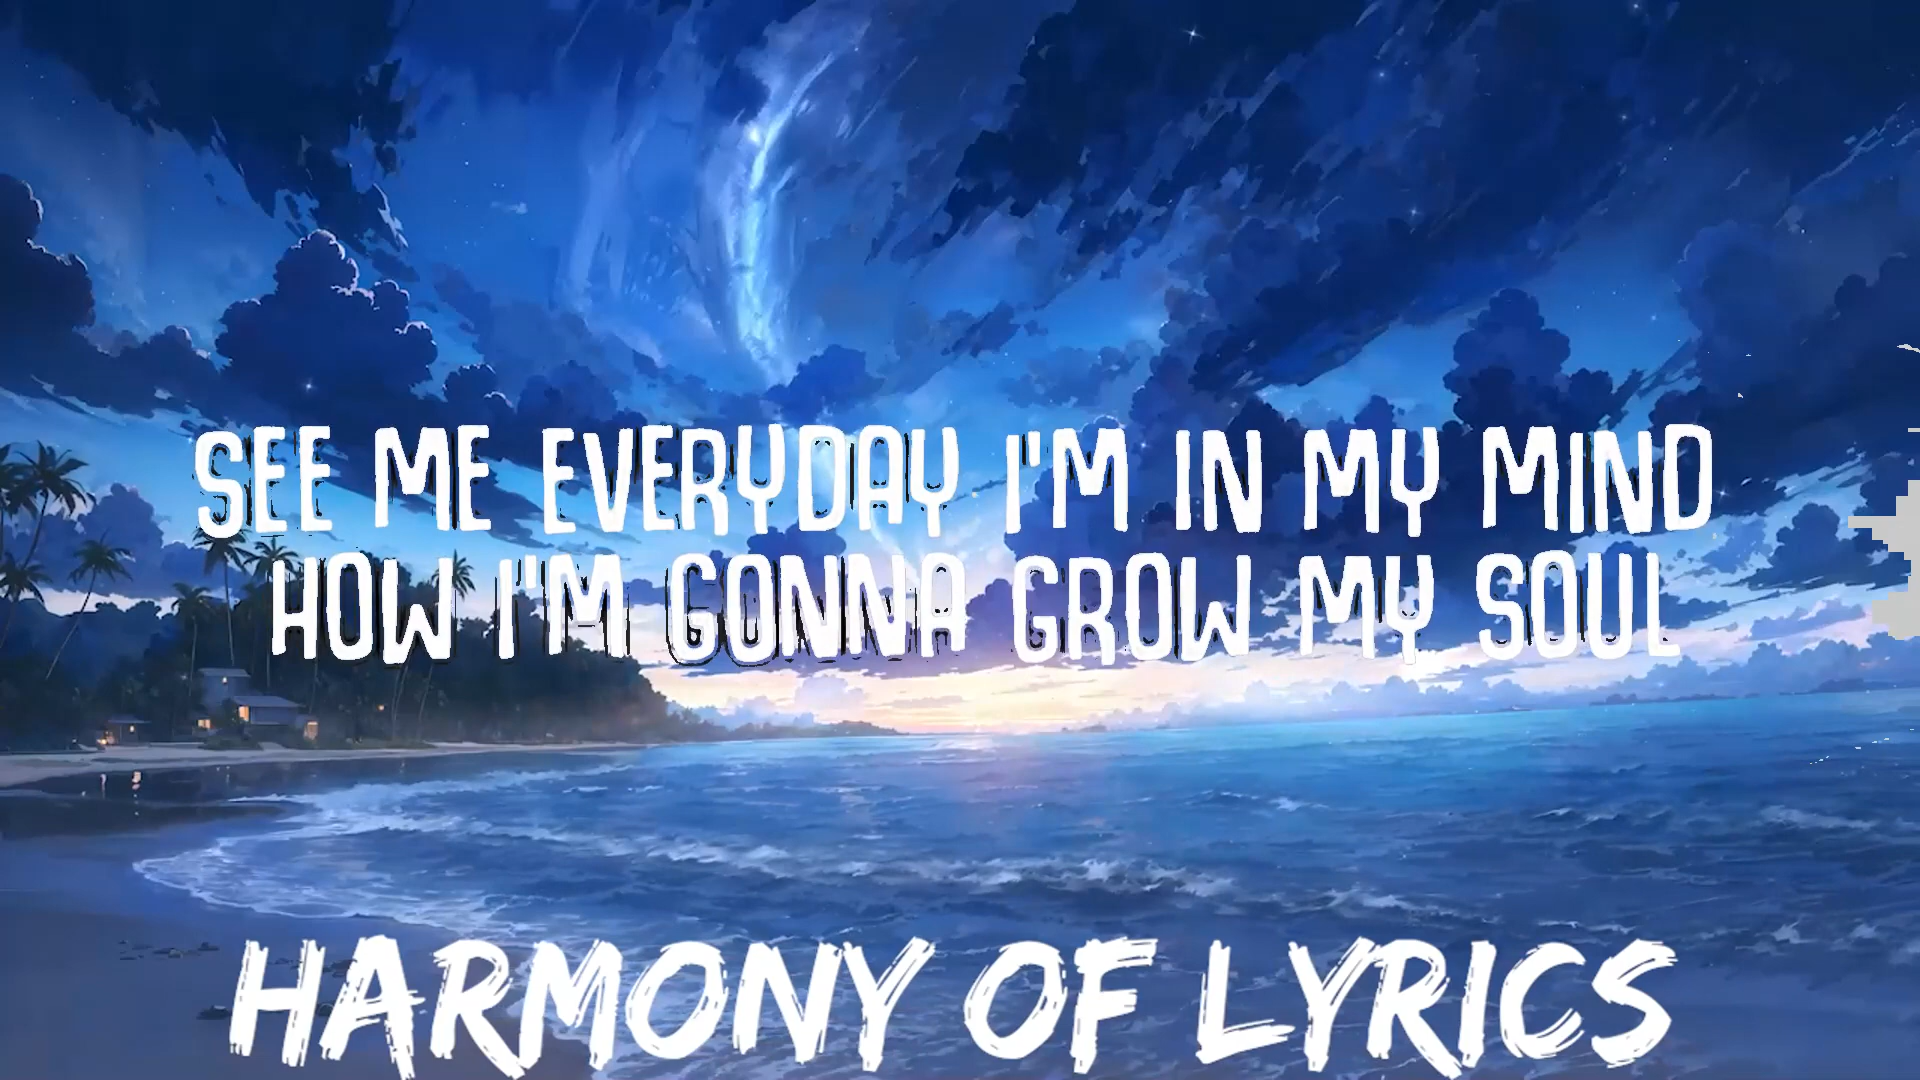 SEE ME EVERYDAY I'M IN MY MIND
HOW I'M GONNA GROW MY SOUL
HARMONY OF LYRICS